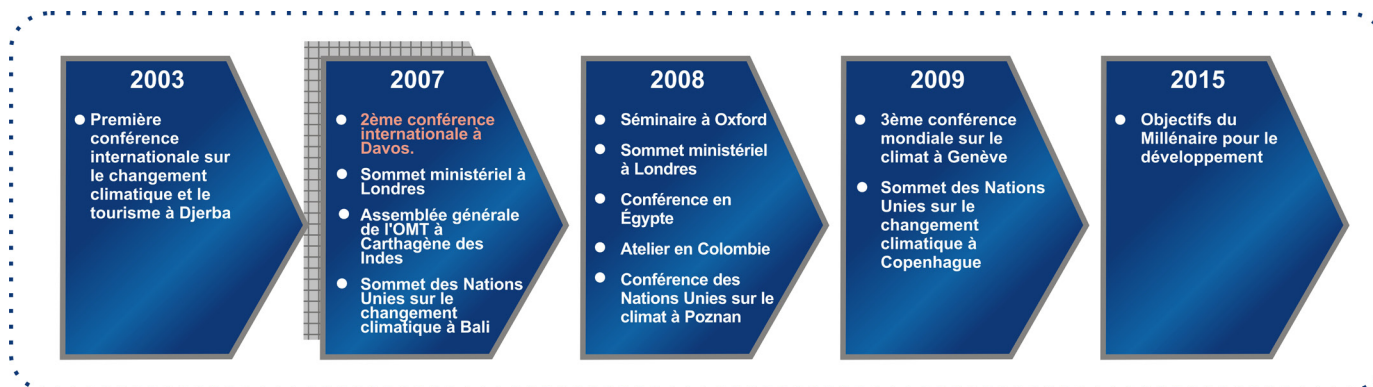 2003
● Première
conférence
internationale sur
le changement
climatique et le
tourisme à Djerba
2007
● 2ème conférence
internationale à
Davos.
● Sommet ministériel à
Londres
● Assemblée générale
de l'OMT à
Carthagène des
Indes
● Sommet des Nations
Unies sur le
changement
climatique à Bali
2008
● Séminaire à Oxford
● Sommet ministériel
à Londres
● Conférence en
Égypte
● Atelier en Colombie
● Conférence des
Nations Unies sur le
climat à Poznan
2009
● 3ème conférence
mondiale sur le
climat à Genève
● Sommet des Nations
Unies sur le
changement
climatique à
Copenhague
2015
● Objectifs du
Millénaire pour le
développement